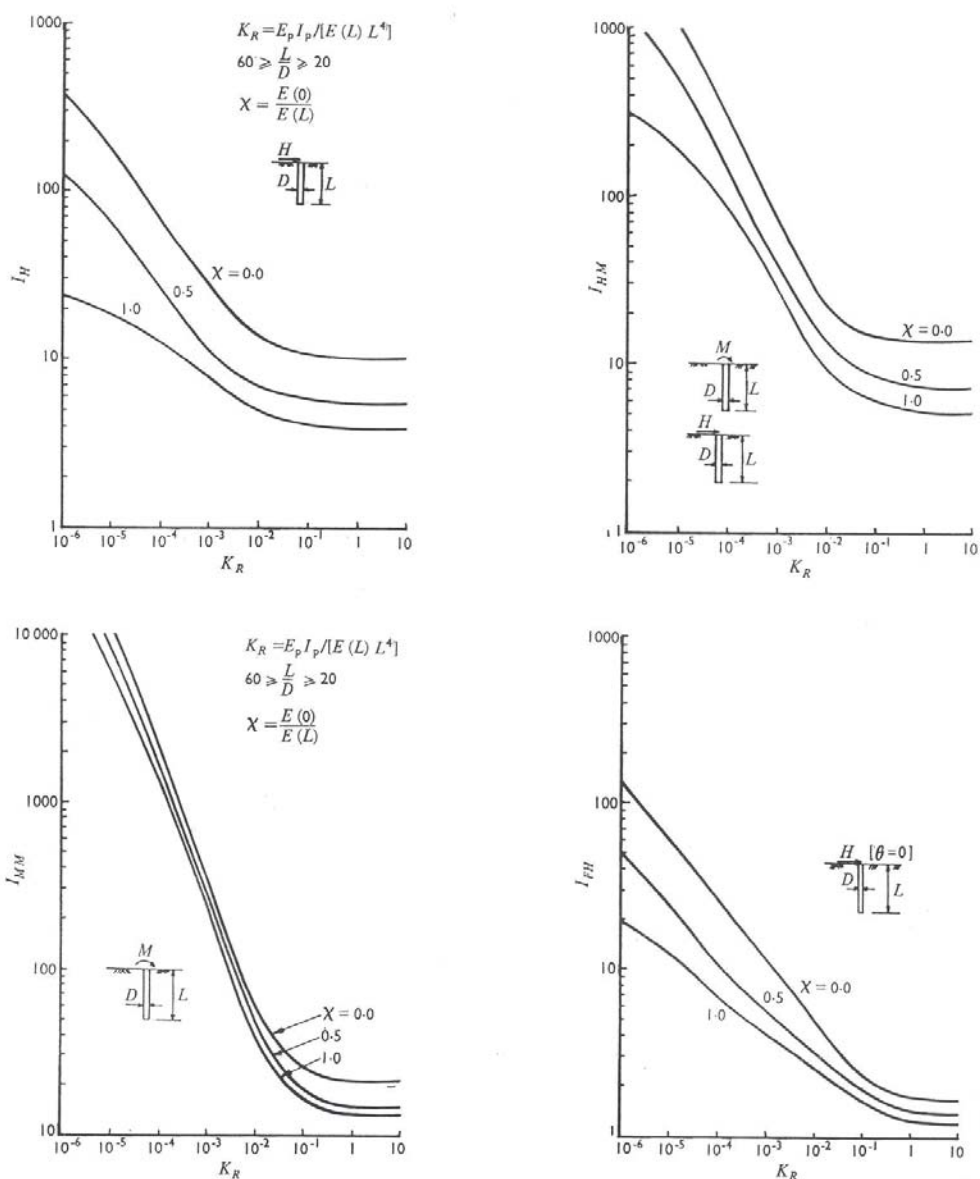 1000
K_R = E_p I_p / [E (L) L^4]
60 ⩾ L/D ⩾ 20
χ = E (0)/E (L)
H
D
L
100
I_H
χ = 0·0
0·5
1·0
10
1
10^-6 10^-5 10^-4 10^-3 10^-2 10^-1 1 10
K_R
1000
100
I_HM
χ = 0·0
0·5
1·0
M
D
L
H
D
L
10
1
10^-6 10^-5 10^-4 10^-3 10^-2 10^-1 1 10
K_R
10 000
K_R = E_p I_p / [E (L) L^4]
60 ⩾ L/D ⩾ 20
χ = E (0)/E (L)
1000
I_MM
M
D
L
100
χ = 0·0
0·5
1·0
10
10^-6 10^-5 10^-4 10^-3 10^-2 10^-1 1 10
K_R
1000
100
I_FH
H [θ=0]
D
L
10
χ = 0·0
0·5
1·0
1
10^-6 10^-5 10^-4 10^-3 10^-2 10^-1 1 10
K_R